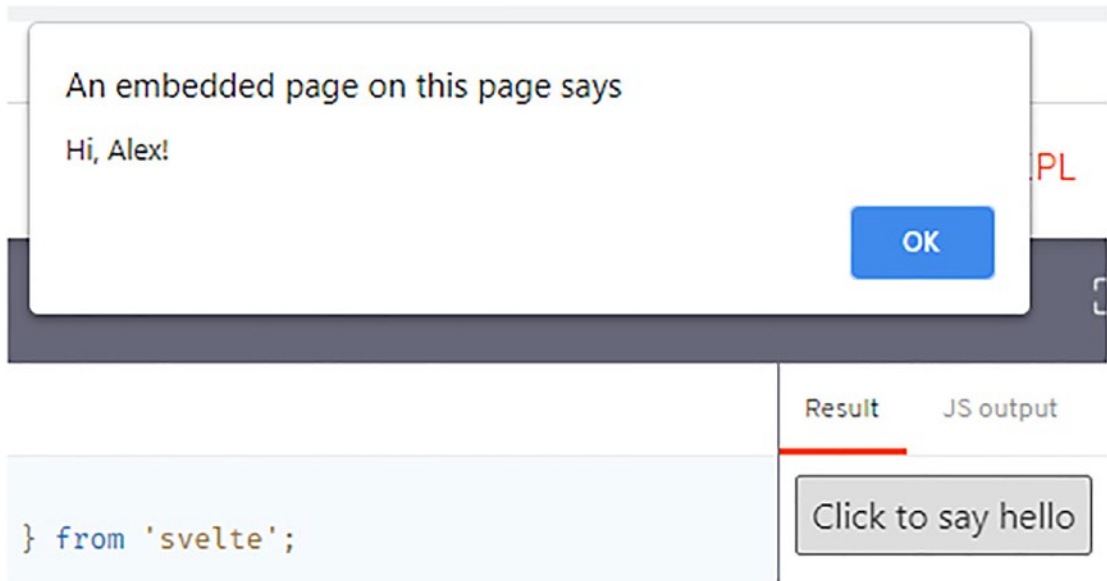 An embedded page on this page says
Hi, Alex!
PL
OK
Result JS output
Click to say hello
} from 'svelte';